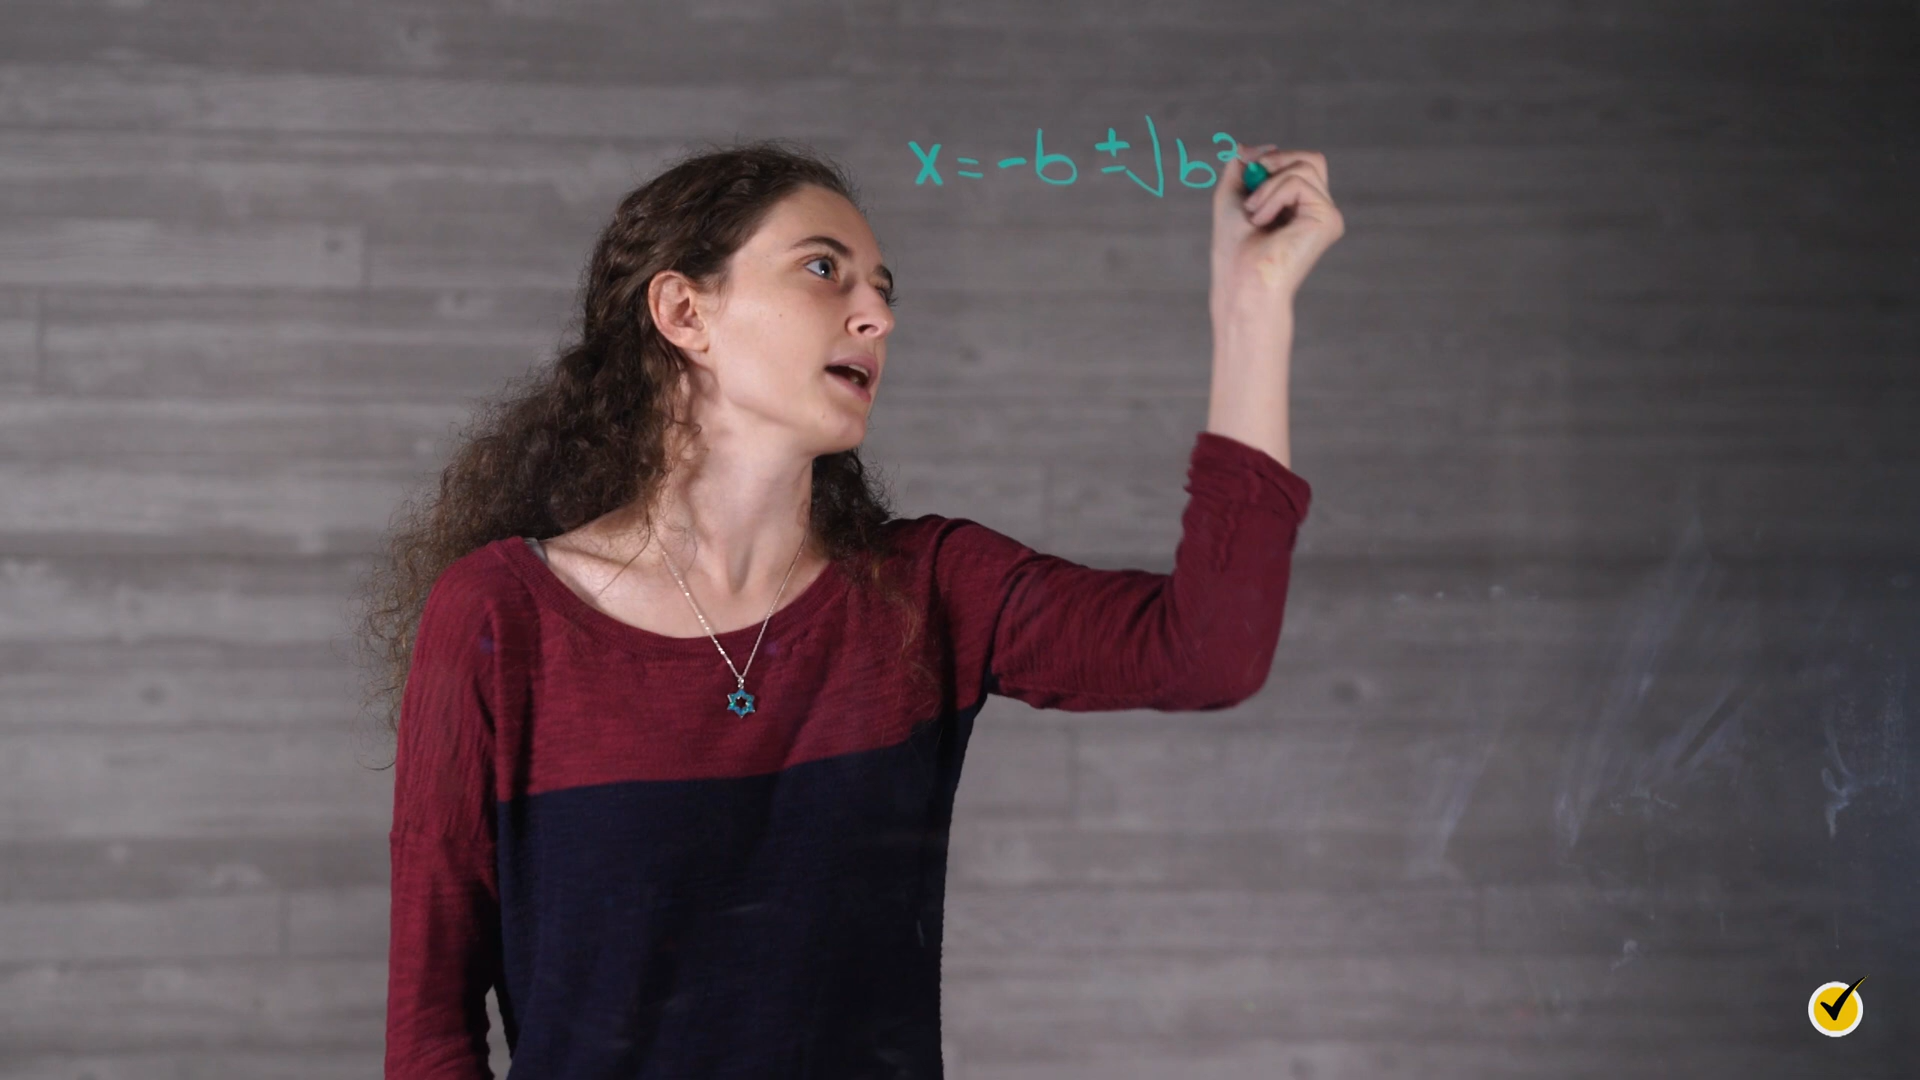 x = -b ± √b²